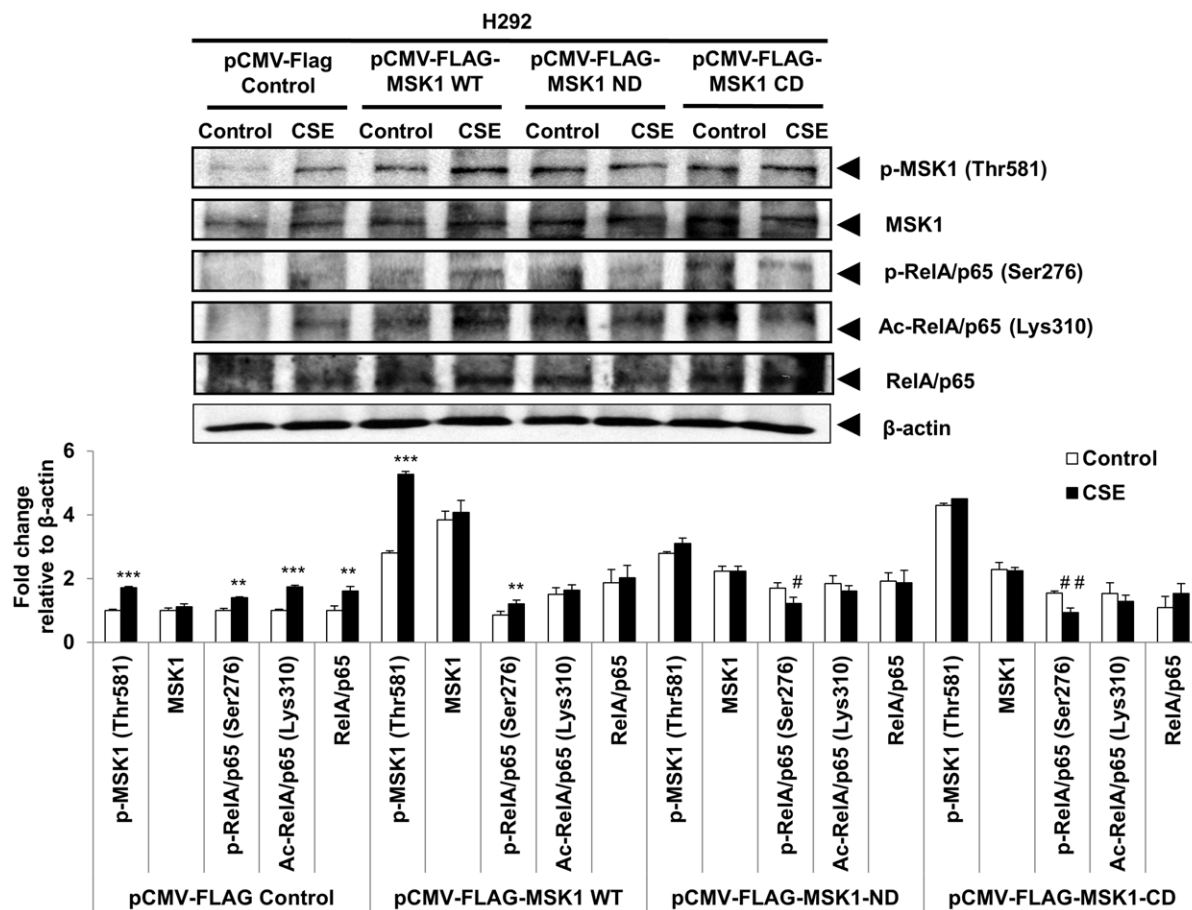 H292
pCMV-Flag Control
pCMV-FLAG-MSK1 WT
pCMV-FLAG-MSK1 ND
pCMV-FLAG-MSK1 CD
Control CSE Control CSE Control CSE Control CSE
p-MSK1 (Thr581)
MSK1
p-RelA/p65 (Ser276)
Ac-RelA/p65 (Lys310)
RelA/p65
β-actin
Fold change
relative to β-actin
6
4
2
0
Control
CSE
*** ** *** **
*** **
#
# #
p-MSK1 (Thr581)
MSK1
p-RelA/p65 (Ser276)
Ac-RelA/p65 (Lys310)
RelA/p65
p-MSK1 (Thr581)
MSK1
p-RelA/p65 (Ser276)
Ac-RelA/p65 (Lys310)
RelA/p65
p-MSK1 (Thr581)
MSK1
p-RelA/p65 (Ser276)
Ac-RelA/p65 (Lys310)
RelA/p65
p-MSK1 (Thr581)
MSK1
p-RelA/p65 (Ser276)
Ac-RelA/p65 (Lys310)
RelA/p65
pCMV-FLAG Control
pCMV-FLAG-MSK1 WT
pCMV-FLAG-MSK1-ND
pCMV-FLAG-MSK1-CD